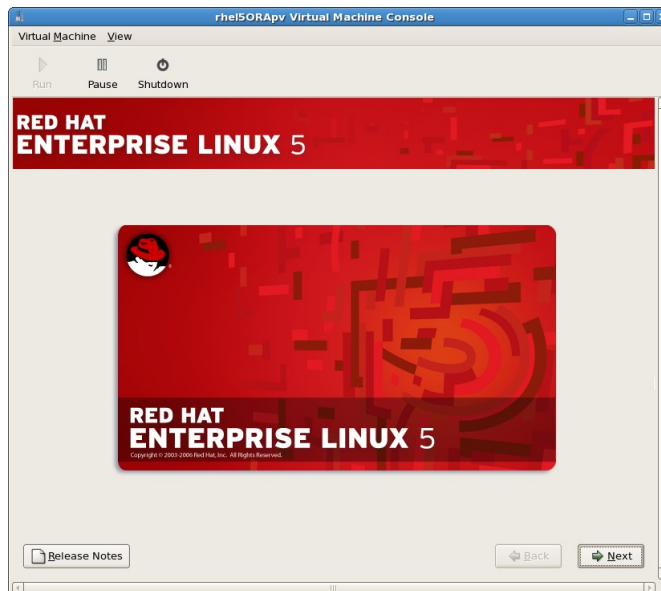 rhel5ORApv Virtual Machine Console
Virtual Machine View
Run Pause Shutdown
RED HAT
ENTERPRISE LINUX 5
RED HAT
ENTERPRISE LINUX 5
Copyright © 2003-2006 Red Hat, Inc. All Rights Reserved.
Release Notes Back Next